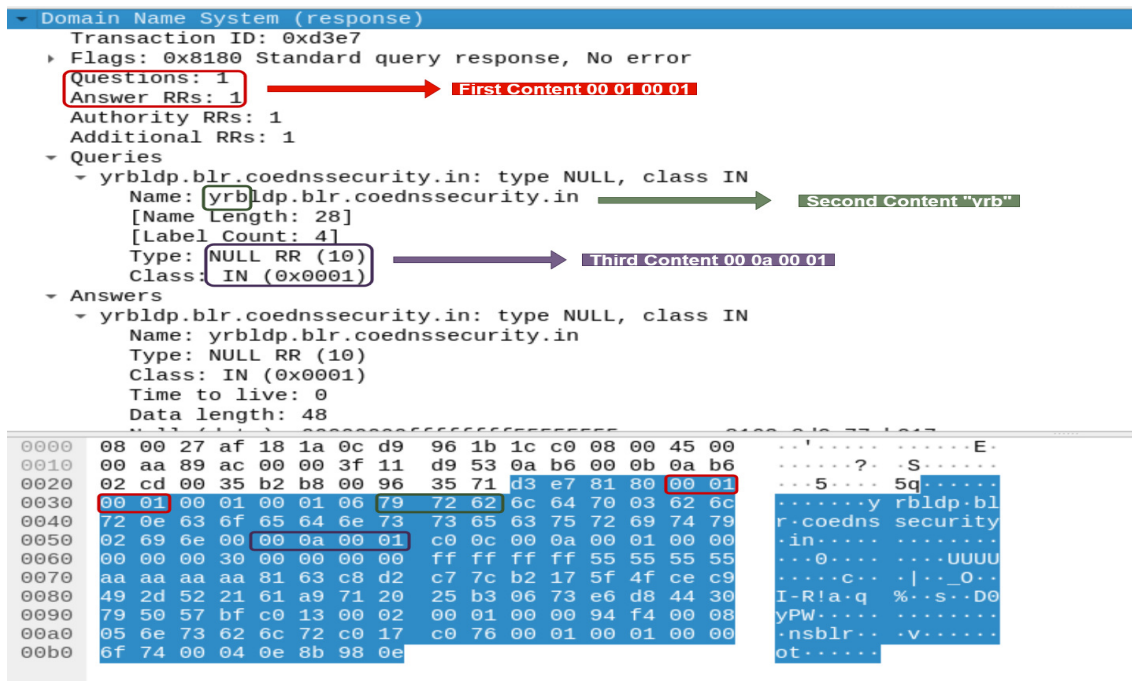 Domain Name System (response)
Transaction ID: 0xd3e7
Flags: 0x8180 Standard query response, No error
Questions: 1
Answer RRs: 1
First Content 00 01 00 01
Authority RRs: 1
Additional RRs: 1
Queries
yrbldp.blr.coednssecurity.in: type NULL, class IN
Name: yrbldp.blr.coednssecurity.in
Second Content "yrb"
[Name Length: 28]
[Label Count: 4]
Type: NULL RR (10)
Third Content 00 0a 00 01
Class: IN (0x0001)
Answers
yrbldp.blr.coednssecurity.in: type NULL, class IN
Name: yrbldp.blr.coednssecurity.in
Type: NULL RR (10)
Class: IN (0x0001)
Time to live: 0
Data length: 48
0000 08 00 27 af 18 1a 0c d9 96 1b 1c c0 08 00 45 00 ··'····· ······E·
0010 00 aa 89 ac 00 00 3f 11 d9 53 0a b6 00 0b 0a b6 ······?· ·S······
0020 02 cd 00 35 b2 b8 00 96 35 71 d3 e7 81 80 00 01 ···5···· 5q······
0030 00 01 00 01 00 01 06 79 72 62 6c 64 70 03 62 6c ·······y rbldp·bl
0040 72 0e 63 6f 65 64 6e 73 73 65 63 75 72 69 74 79 r·coedns security
0050 02 69 6e 00 00 0a 00 01 c0 0c 00 0a 00 01 00 00 ·in····· ········
0060 00 00 00 30 00 00 00 00 ff ff ff ff 55 55 55 55 ···0···· ····UUUU
0070 aa aa aa aa 81 63 c8 d2 c7 7c b2 17 5f 4f ce c9 ·····c·· ·|··_O··
0080 49 2d 52 21 61 a9 71 20 25 b3 06 73 e6 d8 44 30 I-R!a·q %··s··D0
0090 79 50 57 bf c0 13 00 02 00 01 00 00 94 f4 00 08 yPW····· ········
00a0 05 6e 73 62 6c 72 c0 17 c0 76 00 01 00 01 00 00 ·nsblr·· ·v······
00b0 6f 74 00 04 0e 8b 98 0e ot······